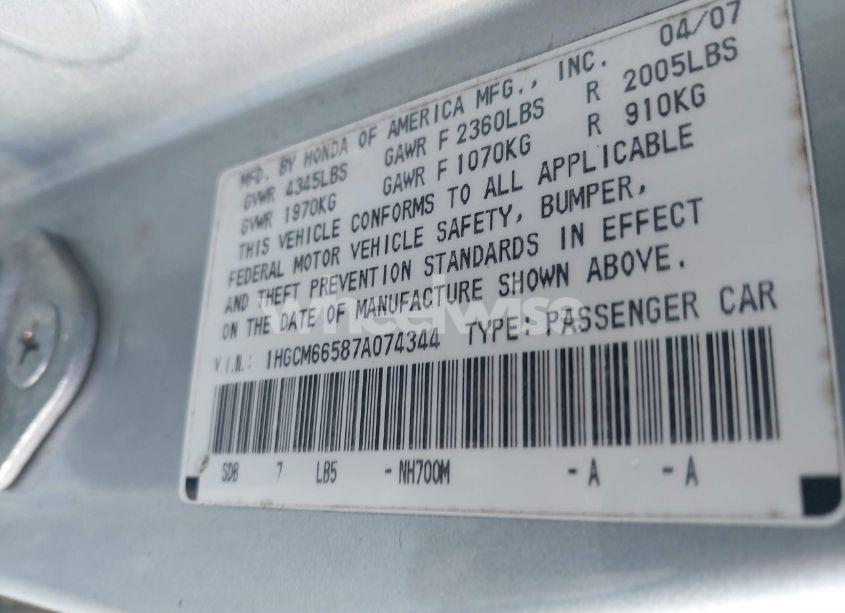 MFD. BY HONDA OF AMERICA MFG., INC. 04/07
GVWR 4345LBS GAWR F 2360LBS R 2005LBS
GVWR 1970KG GAWR F 1070KG R 910KG
THIS VEHICLE CONFORMS TO ALL APPLICABLE
FEDERAL MOTOR VEHICLE SAFETY, BUMPER,
AND THEFT PREVENTION STANDARDS IN EFFECT
ON THE DATE OF MANUFACTURE SHOWN ABOVE.
V.I.N.: 1HGCM66587A074344 TYPE: PASSENGER CAR
SDB 7 LB5 -NH700M -A -A
wheelwise